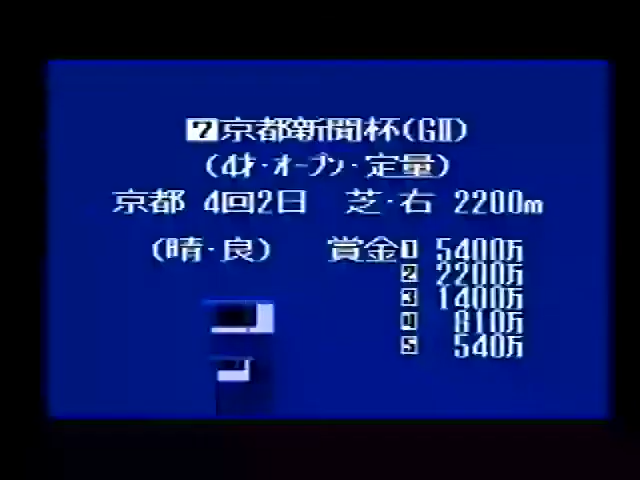 7京都新聞杯(GII)
(4才・オープン・定量)
京都 4回2日 芝・右 2200m
(晴・良) 賞金1 5400万
2 2200万
3 1400万
4 810万
5 540万